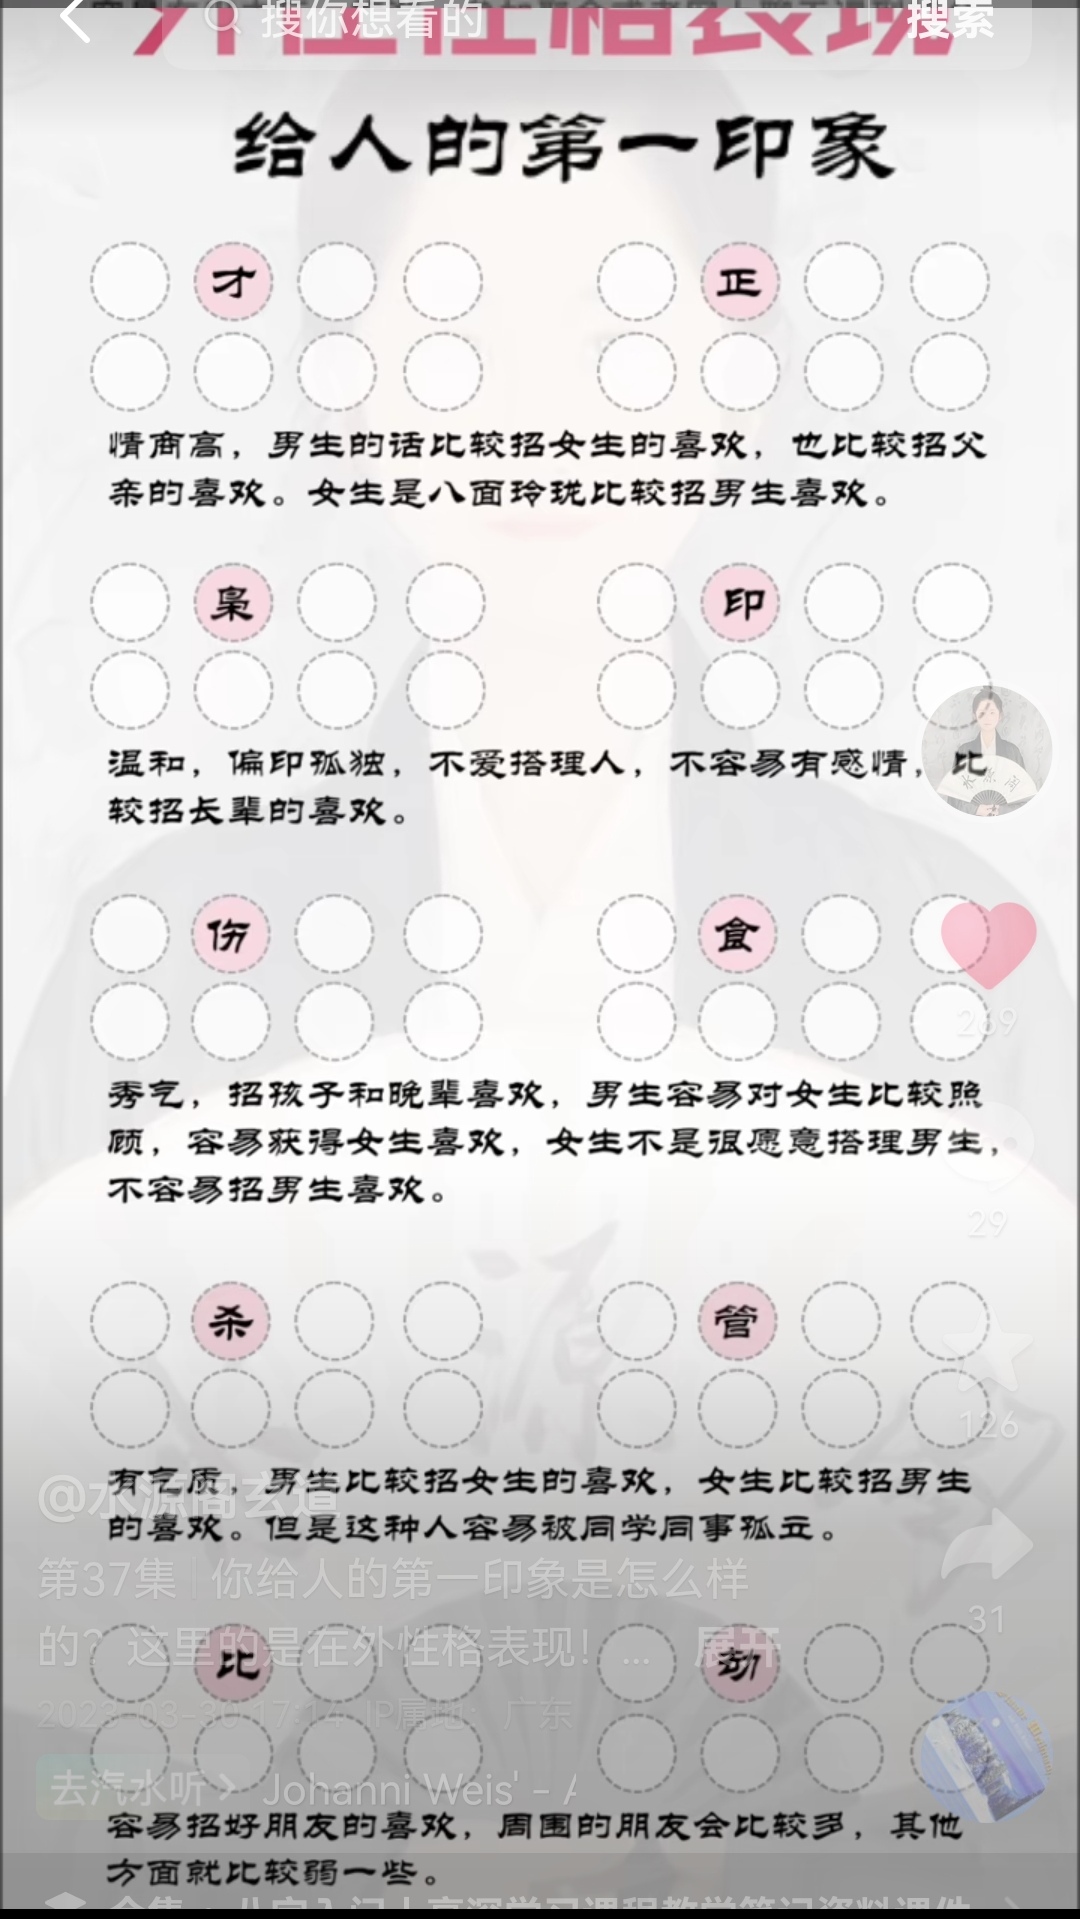 外在性格表现
搜你想看的
搜索
给人的第一印象
才 正
情商高，男生的话比较招女生的喜欢，也比较招父
亲的喜欢。女生是八面玲珑比较招男生喜欢。
枭 印
温和，偏印孤独，不爱搭理人，不容易有感情，比
较招长辈的喜欢。
伤 食
秀气，招孩子和晚辈喜欢，男生容易对女生比较照
顾，容易获得女生喜欢，女生不是很愿意搭理男生，
不容易招男生喜欢。
269
29
杀 管
126
有气质，男生比较招女生的喜欢，女生比较招男生
的喜欢。但是这种人容易被同学同事孤立。
@水源阁玄道
第37集 | 你给人的第一印象是怎么样
的？这里的是在外性格表现！... 展开
31
比 劫
2023-03-30 17:14 IP属地：广东
去汽水听 > Johanni Weis' - A
容易招好朋友的喜欢，周围的朋友会比较多，其他
方面就比较弱一些。